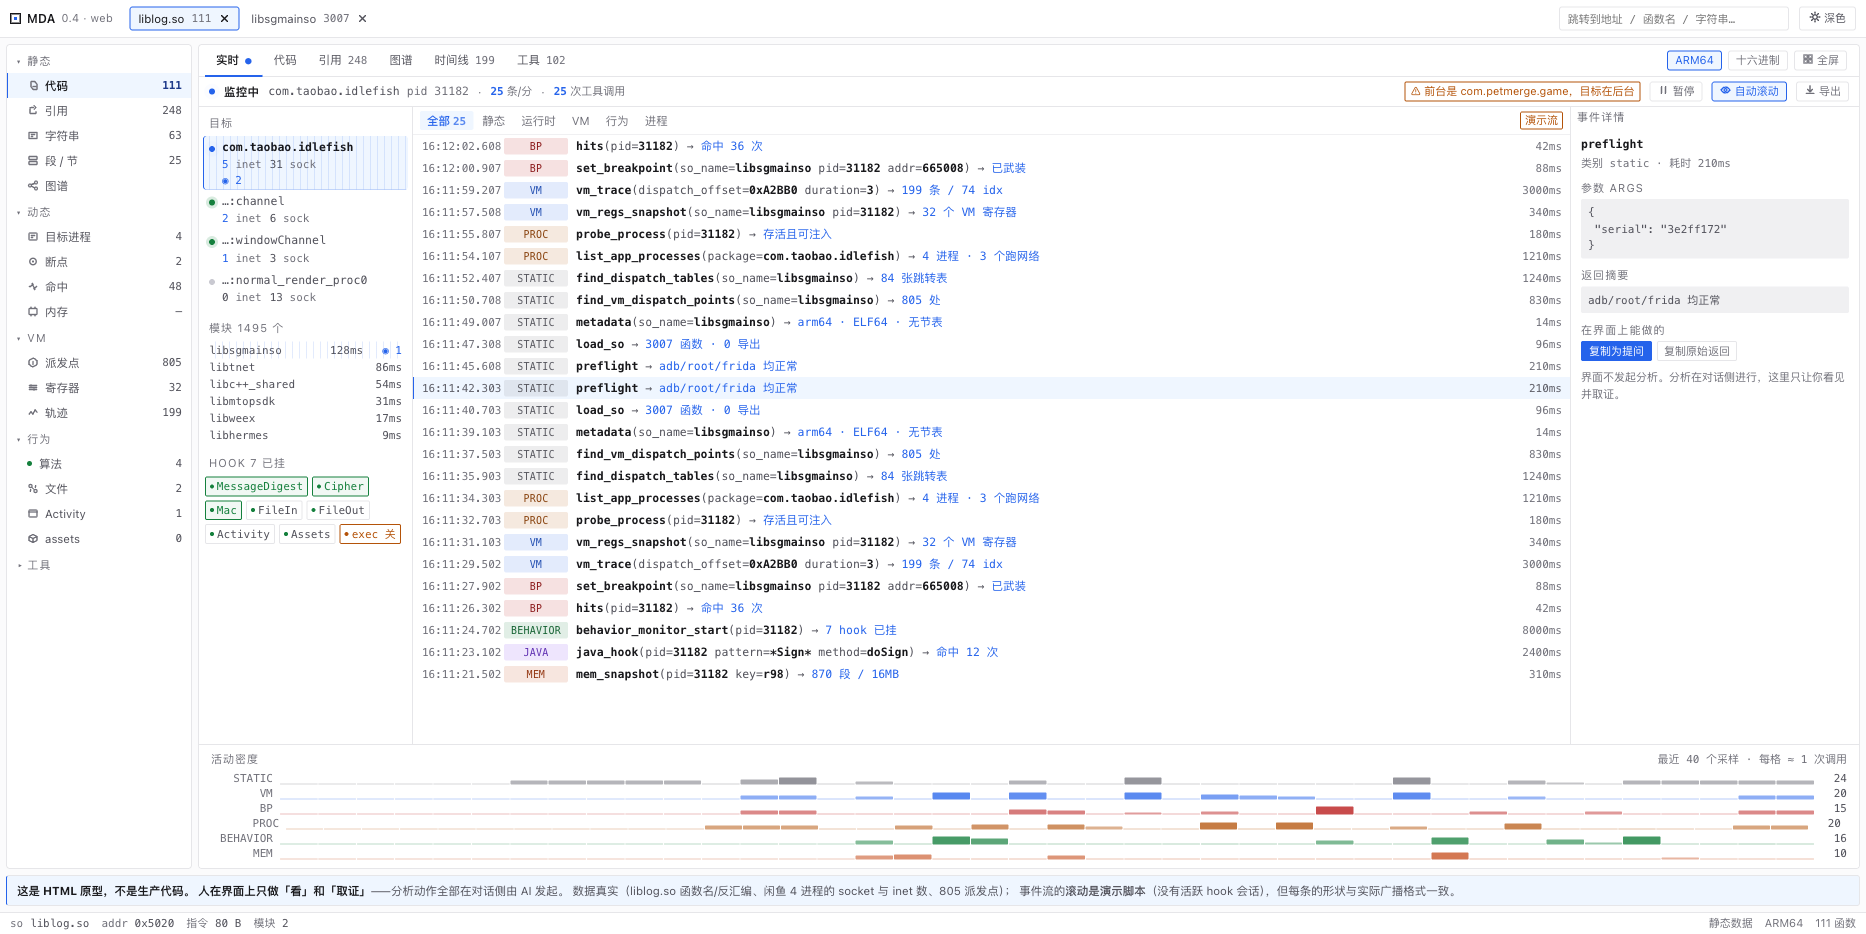 MDA 0.4 · web liblog.so 111 ✕ libsgmainso 3007 ✕ 跳转到地址 / 函数名 / 字符串… 深色
静态
代码 111
引用 248
字符串 63
段 / 节 25
图谱
动态
目标进程 4
断点 2
命中 48
内存 —
VM
派发点 805
寄存器 32
轨迹 199
行为
算法 4
文件 2
Activity 1
assets 0
工具
实时 代码 引用 248 图谱 时间线 199 工具 102 ARM64 十六进制 全屏
监控中 com.taobao.idlefish pid 31182 · 25 条/分 · 25 次工具调用 前台是 com.petmerge.game，目标在后台 暂停 自动滚动 导出
目标
com.taobao.idlefish
5 inet 31 sock
◉ 2
…:channel
2 inet 6 sock
…:windowChannel
1 inet 3 sock
…:normal_render_proc0
0 inet 13 sock
模块 1495 个
libsgmainso 128ms ◉ 1
libtnet 86ms
libc++_shared 54ms
libmtopsdk 31ms
libweex 17ms
libhermes 9ms
HOOK 7 已挂
MessageDigest Cipher
Mac FileIn FileOut
Activity Assets exec 关
全部 25 静态 运行时 VM 行为 进程 演示流
16:12:02.608 BP hits(pid=31182) → 命中 36 次 42ms
16:12:00.907 BP set_breakpoint(so_name=libsgmainso pid=31182 addr=665008) → 已武装 88ms
16:11:59.207 VM vm_trace(dispatch_offset=0xA2BB0 duration=3) → 199 条 / 74 idx 3000ms
16:11:57.508 VM vm_regs_snapshot(so_name=libsgmainso pid=31182) → 32 个 VM 寄存器 340ms
16:11:55.807 PROC probe_process(pid=31182) → 存活且可注入 180ms
16:11:54.107 PROC list_app_processes(package=com.taobao.idlefish) → 4 进程 · 3 个跑网络 1210ms
16:11:52.407 STATIC find_dispatch_tables(so_name=libsgmainso) → 84 张跳转表 1240ms
16:11:50.708 STATIC find_vm_dispatch_points(so_name=libsgmainso) → 805 处 830ms
16:11:49.007 STATIC metadata(so_name=libsgmainso) → arm64 · ELF64 · 无节表 14ms
16:11:47.308 STATIC load_so → 3007 函数 · 0 导出 96ms
16:11:45.608 STATIC preflight → adb/root/frida 均正常 210ms
16:11:42.303 STATIC preflight → adb/root/frida 均正常 210ms
16:11:40.703 STATIC load_so → 3007 函数 · 0 导出 96ms
16:11:39.103 STATIC metadata(so_name=libsgmainso) → arm64 · ELF64 · 无节表 14ms
16:11:37.503 STATIC find_vm_dispatch_points(so_name=libsgmainso) → 805 处 830ms
16:11:35.903 STATIC find_dispatch_tables(so_name=libsgmainso) → 84 张跳转表 1240ms
16:11:34.303 PROC list_app_processes(package=com.taobao.idlefish) → 4 进程 · 3 个跑网络 1210ms
16:11:32.703 PROC probe_process(pid=31182) → 存活且可注入 180ms
16:11:31.103 VM vm_regs_snapshot(so_name=libsgmainso pid=31182) → 32 个 VM 寄存器 340ms
16:11:29.502 VM vm_trace(dispatch_offset=0xA2BB0 duration=3) → 199 条 / 74 idx 3000ms
16:11:27.902 BP set_breakpoint(so_name=libsgmainso pid=31182 addr=665008) → 已武装 88ms
16:11:26.302 BP hits(pid=31182) → 命中 36 次 42ms
16:11:24.702 BEHAVIOR behavior_monitor_start(pid=31182) → 7 hook 已挂 8000ms
16:11:23.102 JAVA java_hook(pid=31182 pattern=*Sign* method=doSign) → 命中 12 次 2400ms
16:11:21.502 MEM mem_snapshot(pid=31182 key=r98) → 870 段 / 16MB 310ms
事件详情
preflight
类别 static · 耗时 210ms
参数 ARGS
{
"serial": "3e2ff172"
}
返回摘要
adb/root/frida 均正常
在界面上能做的
复制为提问 复制原始返回
界面不发起分析。分析在对话侧进行，这里只让你看见
并取证。
活动密度 最近 40 个采样 · 每格 = 1 次调用
STATIC 24
VM 20
BP 15
PROC 20
BEHAVIOR 16
MEM 10
这是 HTML 原型，不是生产代码。 人在界面上只做「看」和「取证」——分析动作全部在对话侧由 AI 发起。 数据真实（liblog.so 函数名/反汇编、闲鱼 4 进程的 socket 与 inet 数、805 派发点）； 事件流的滚动是演示脚本（没有活跃 hook 会话），但每条的形状与实际广播格式一致。
so liblog.so addr 0x5020 指令 80 B 模块 2 静态数据 ARM64 111 函数